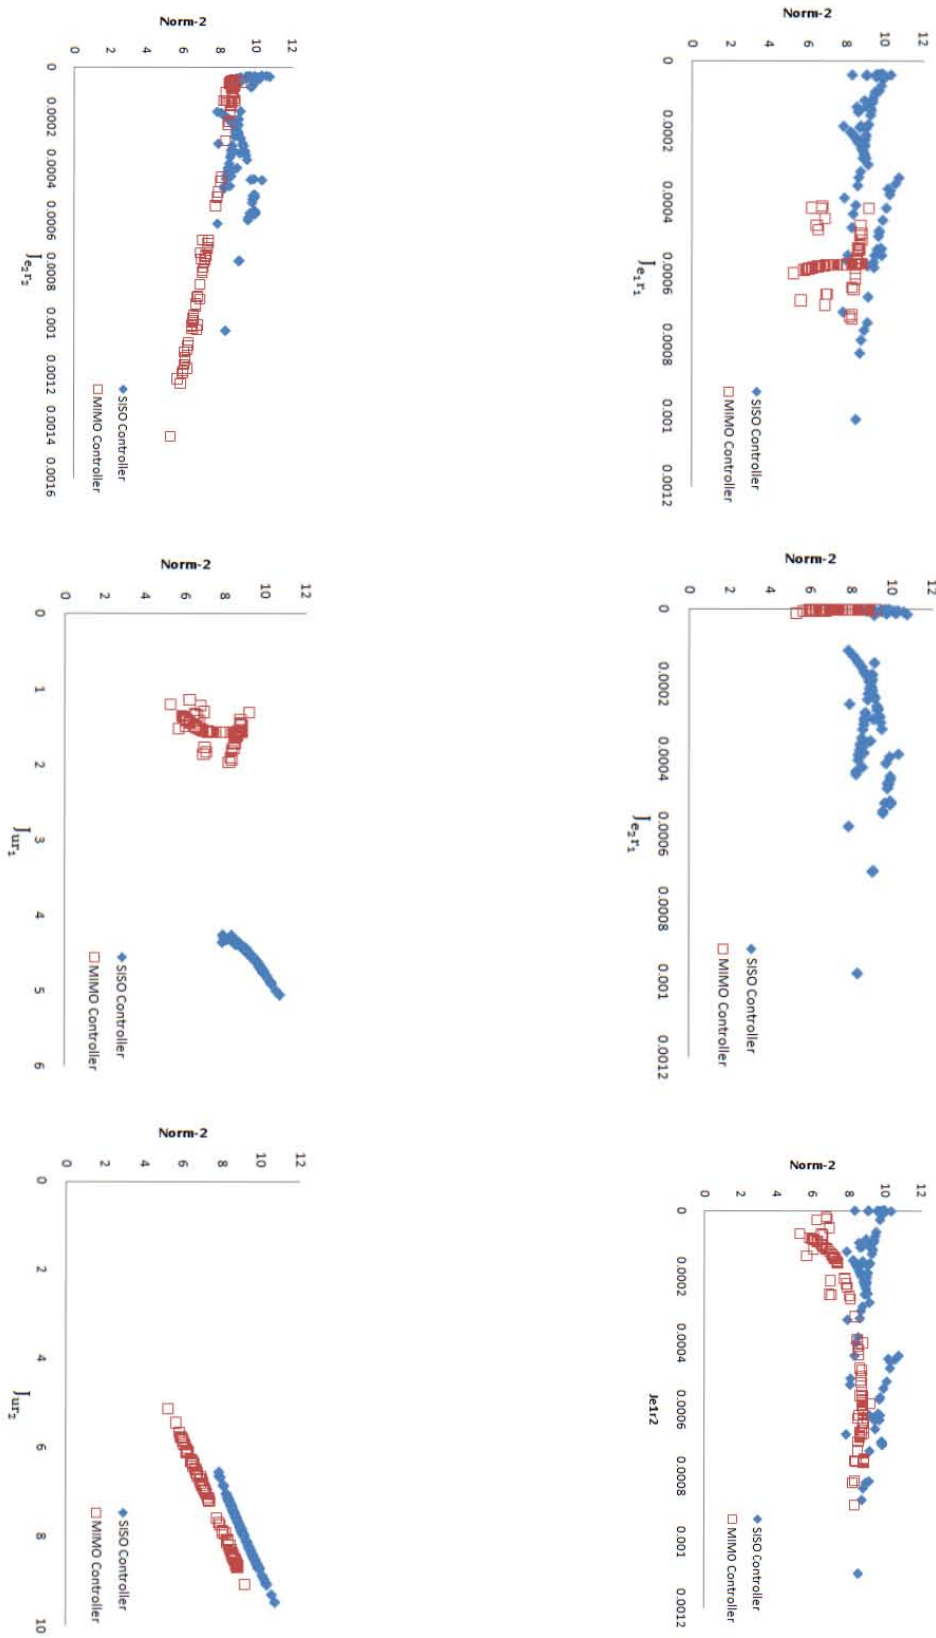 Norm-2
12
10
8
6
4
2
0
0 0.0002 0.0004 0.0006 0.0008 0.001 0.0012
Je₁r₁
SISO Controller
MIMO Controller
Norm-2
12
10
8
6
4
2
0
0 0.0002 0.0004 0.0006 0.0008 0.001 0.0012
Je₂r₁
SISO Controller
MIMO Controller
Norm-2
12
10
8
6
4
2
0
0 0.0002 0.0004 0.0006 0.0008 0.001 0.0012
Je1r2
SISO Controller
MIMO Controller
Norm-2
12
10
8
6
4
2
0
0 0.0002 0.0004 0.0006 0.0008 0.001 0.0012 0.0014 0.0016
Je₂r₂
SISO Controller
MIMO Controller
Norm-2
12
10
8
6
4
2
0
0 1 2 3 4 5 6
Jur₁
SISO Controller
MIMO Controller
Norm-2
12
10
8
6
4
2
0
0 2 4 6 8 10
Jur₂
SISO Controller
MIMO Controller